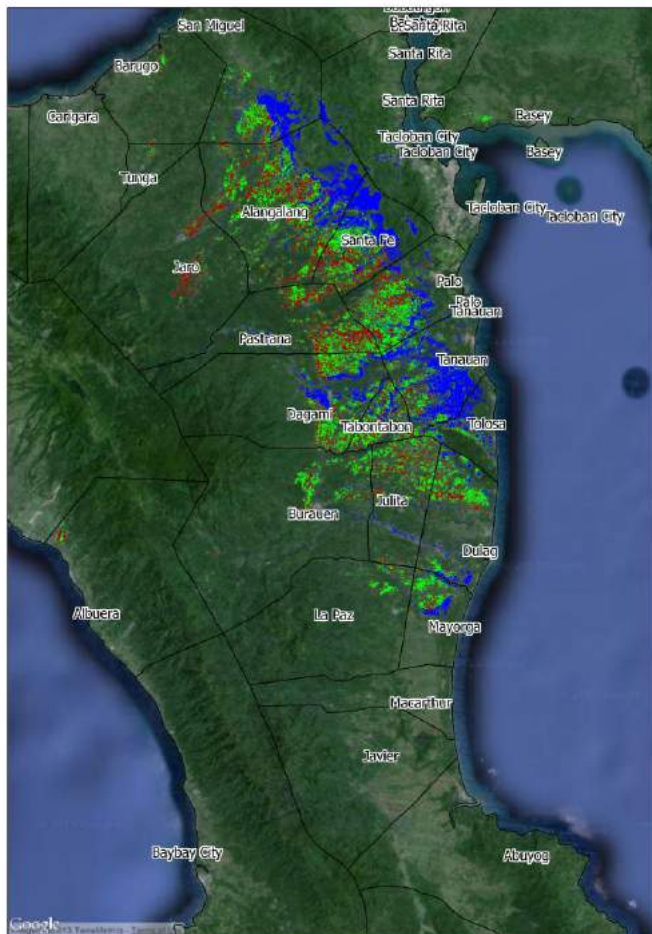 San Miguel
Santa Rita
Santa Rita
Barugo
Santa Rita
Carigara
Basey
Tacloban City
Tacloban City
Basey
Tunga
Tacloban City
Tacloban City
Alangalang
Santa Fe
Jaro
Palo
Palo
Tanauan
Pastrana
Tanauan
Dagami
Tabontabon
Tolosa
Julita
Burauen
Dulag
Albuera
La Paz
Mayorga
Macarthur
Javier
Baybay City
Abuyog
Google